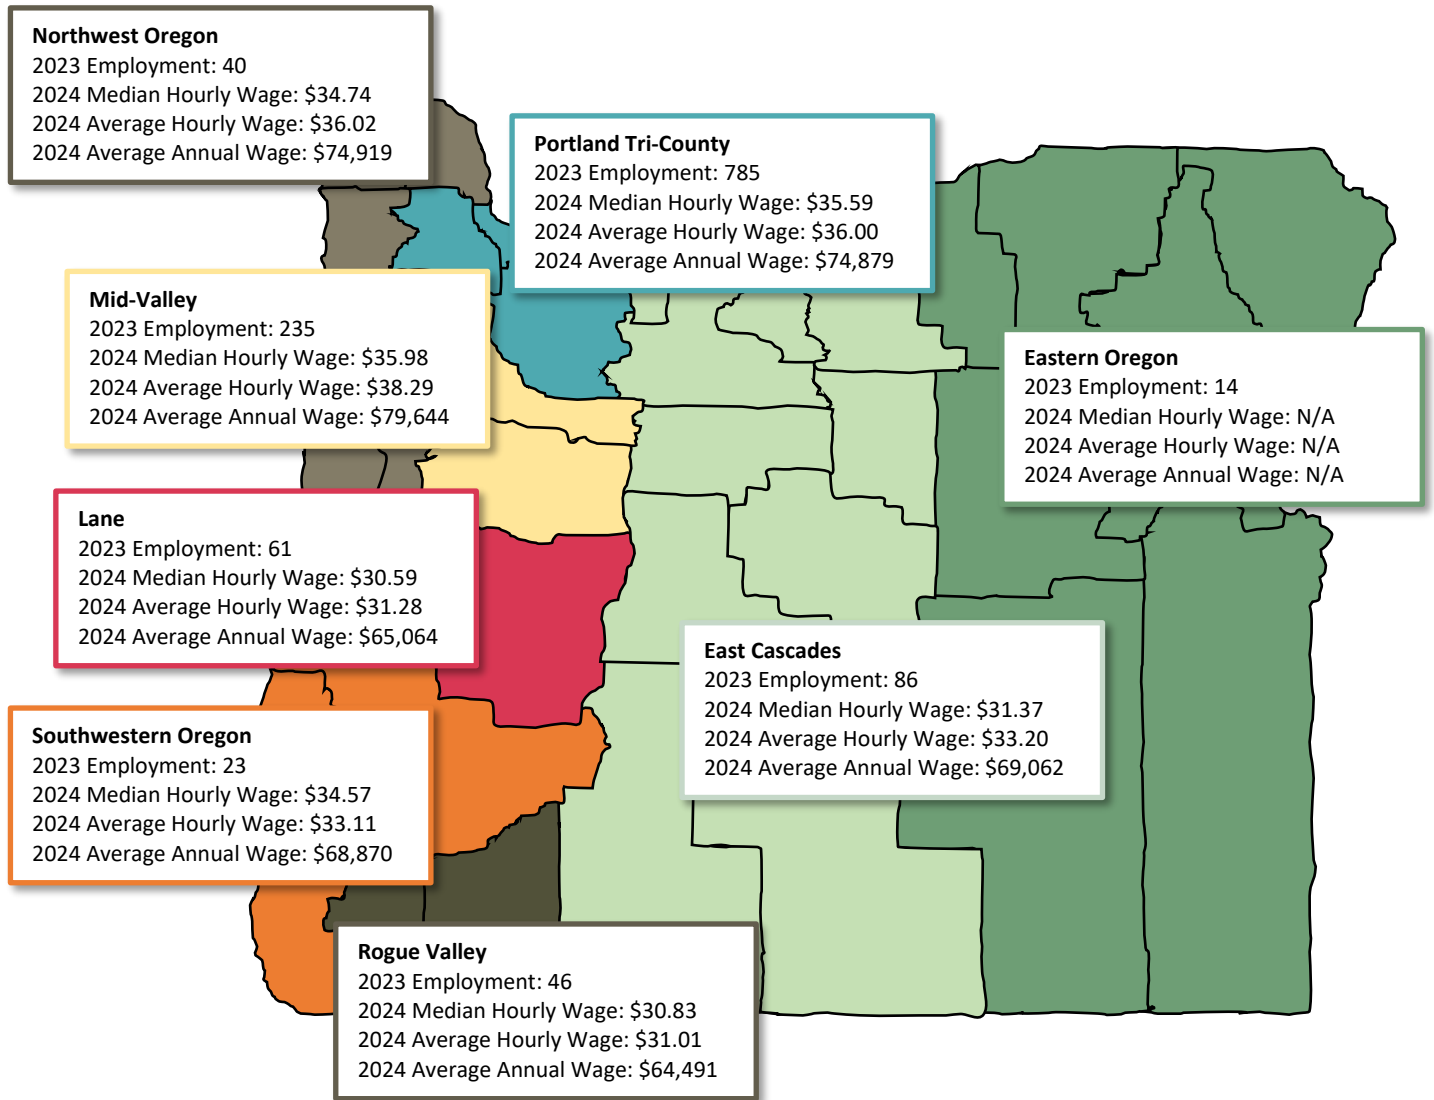 Northwest Oregon
2023 Employment: 40
2024 Median Hourly Wage: $34.74
2024 Average Hourly Wage: $36.02
2024 Average Annual Wage: $74,919
Portland Tri-County
2023 Employment: 785
2024 Median Hourly Wage: $35.59
2024 Average Hourly Wage: $36.00
2024 Average Annual Wage: $74,879
Mid-Valley
2023 Employment: 235
2024 Median Hourly Wage: $35.98
2024 Average Hourly Wage: $38.29
2024 Average Annual Wage: $79,644
Eastern Oregon
2023 Employment: 14
2024 Median Hourly Wage: N/A
2024 Average Hourly Wage: N/A
2024 Average Annual Wage: N/A
Lane
2023 Employment: 61
2024 Median Hourly Wage: $30.59
2024 Average Hourly Wage: $31.28
2024 Average Annual Wage: $65,064
East Cascades
2023 Employment: 86
2024 Median Hourly Wage: $31.37
2024 Average Hourly Wage: $33.20
2024 Average Annual Wage: $69,062
Southwestern Oregon
2023 Employment: 23
2024 Median Hourly Wage: $34.57
2024 Average Hourly Wage: $33.11
2024 Average Annual Wage: $68,870
Rogue Valley
2023 Employment: 46
2024 Median Hourly Wage: $30.83
2024 Average Hourly Wage: $31.01
2024 Average Annual Wage: $64,491